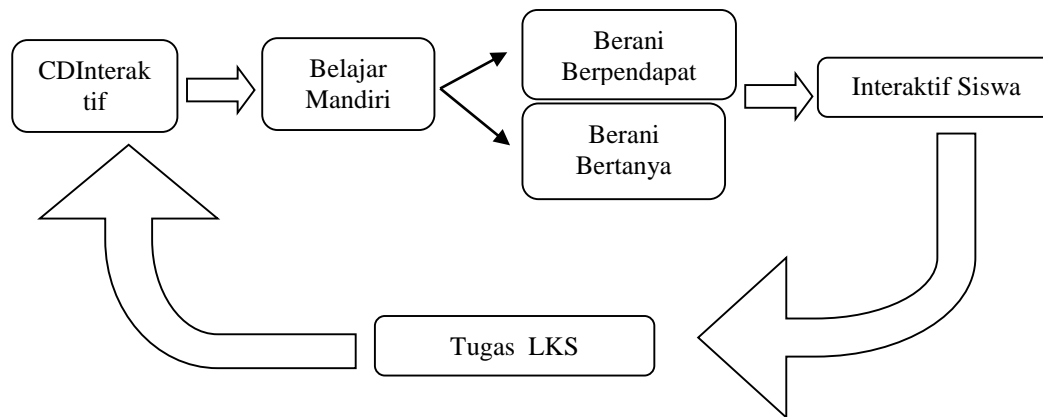 CDInterak
tif
Belajar
Mandiri
Berani
Berpendapat
Berani
Bertanya
Interaktif Siswa
Tugas LKS